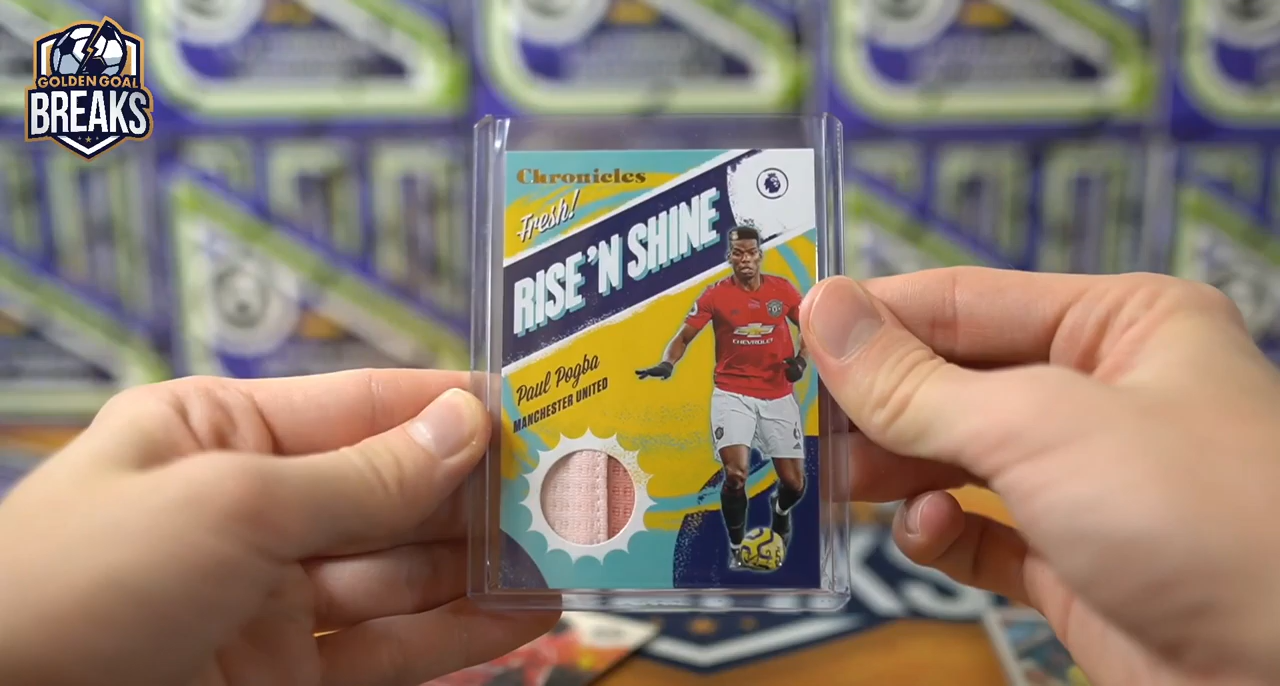 GOLDEN GOAL
BREAKS
Chronicles
Fresh!
RISE 'N SHINE
CHEVROLET
Paul Pogba
MANCHESTER UNITED